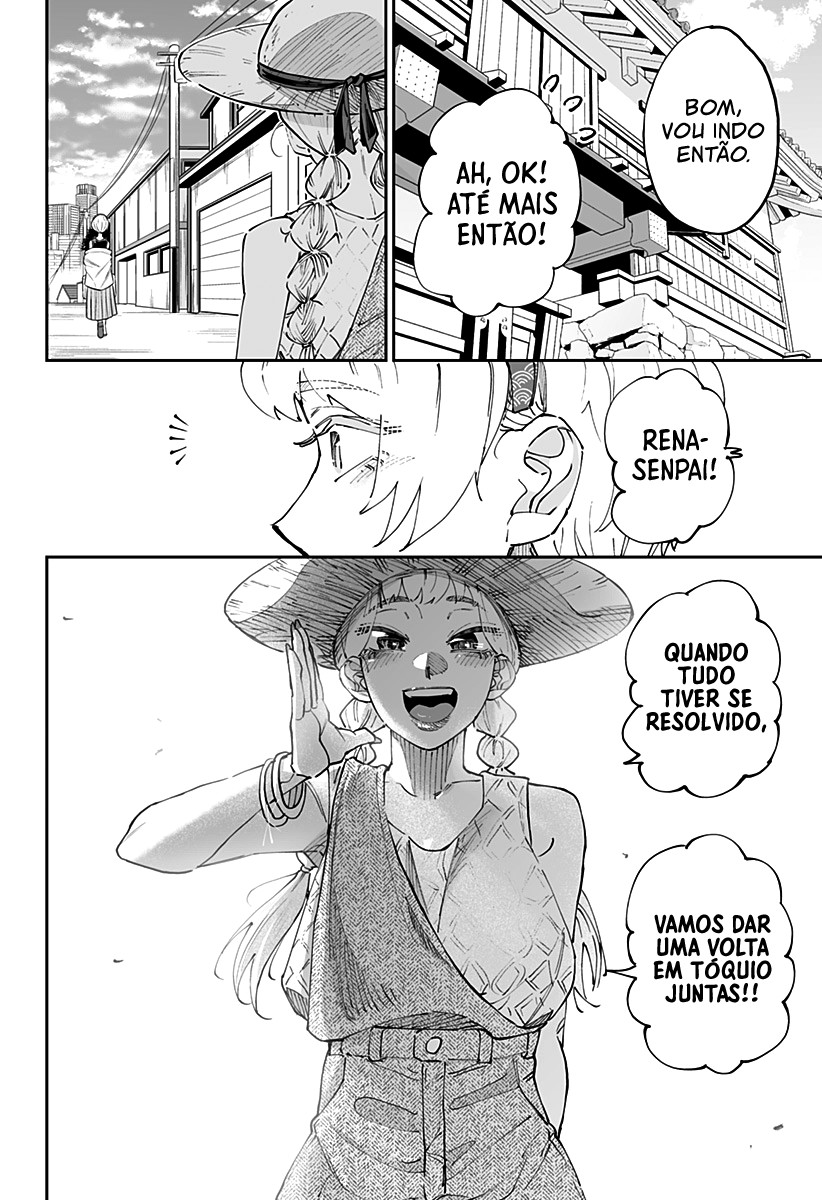 BOM,
VOU INDO
ENTÃO.
AH, OK!
ATÉ MAIS
ENTÃO!
RENA-
SENPAI!
QUANDO
TUDO
TIVER SE
RESOLVIDO,
VAMOS DAR
UMA VOLTA
EM TÓQUIO
JUNTAS!!